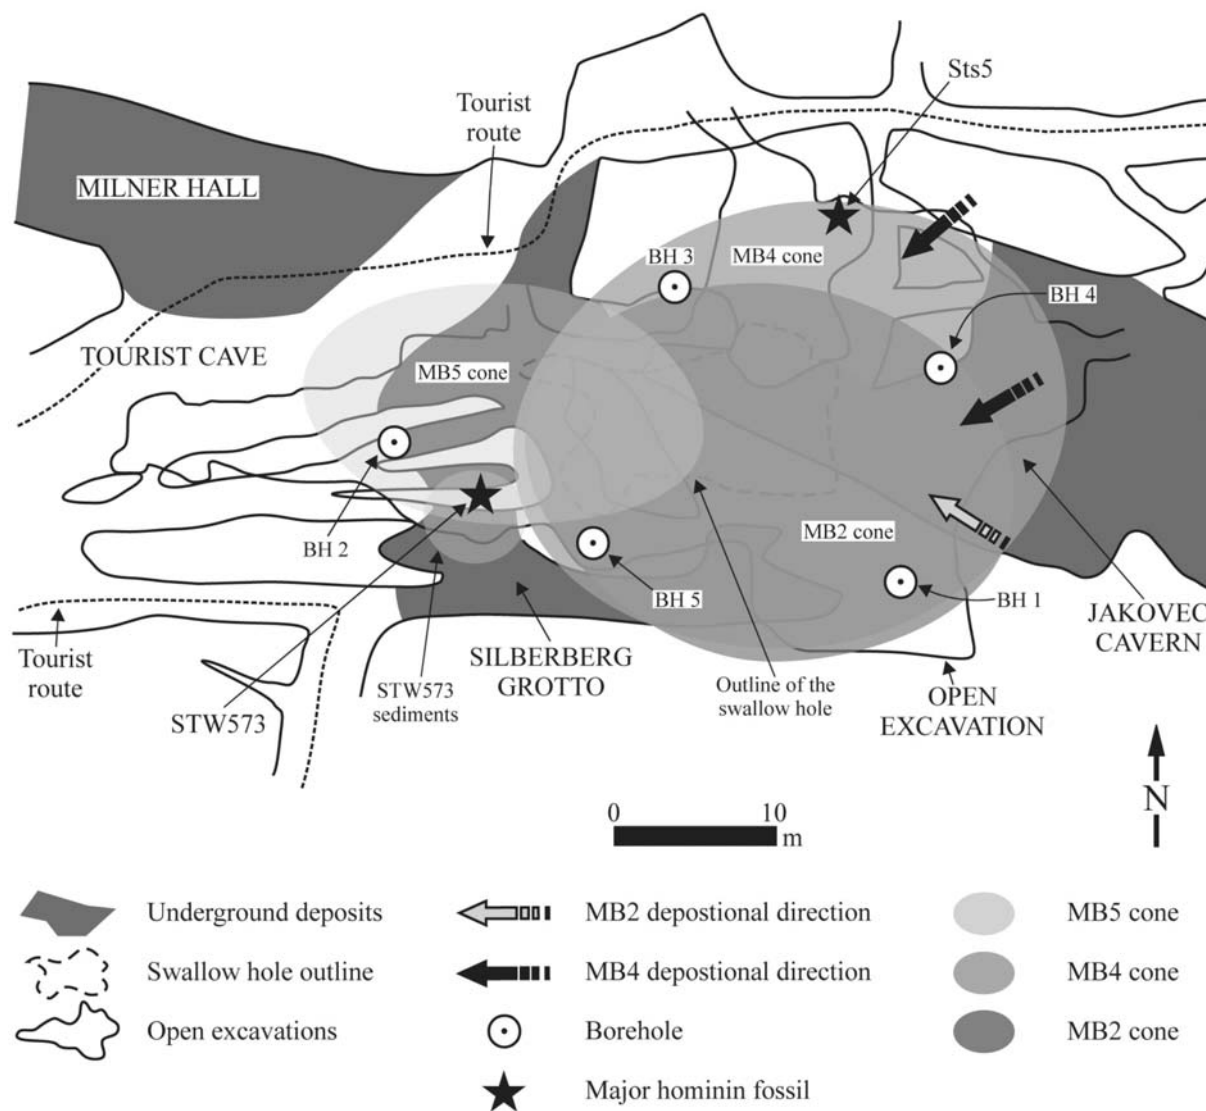 Sts5
Tourist
route
MILNER HALL
BH 3
MB4 cone
BH 4
TOURIST CAVE
MB5 cone
MB2 cone
BH 2
BH 5
BH 1
JAKOVEC
CAVERN
Tourist
route
STW573
STW573
sediments
SILBERBERG
GROTTO
Outline of the
swallow hole
OPEN
EXCAVATION
N
0 10
m
Underground deposits
MB2 depostional direction
MB5 cone
Swallow hole outline
MB4 depostional direction
MB4 cone
Open excavations
Borehole
MB2 cone
Major hominin fossil